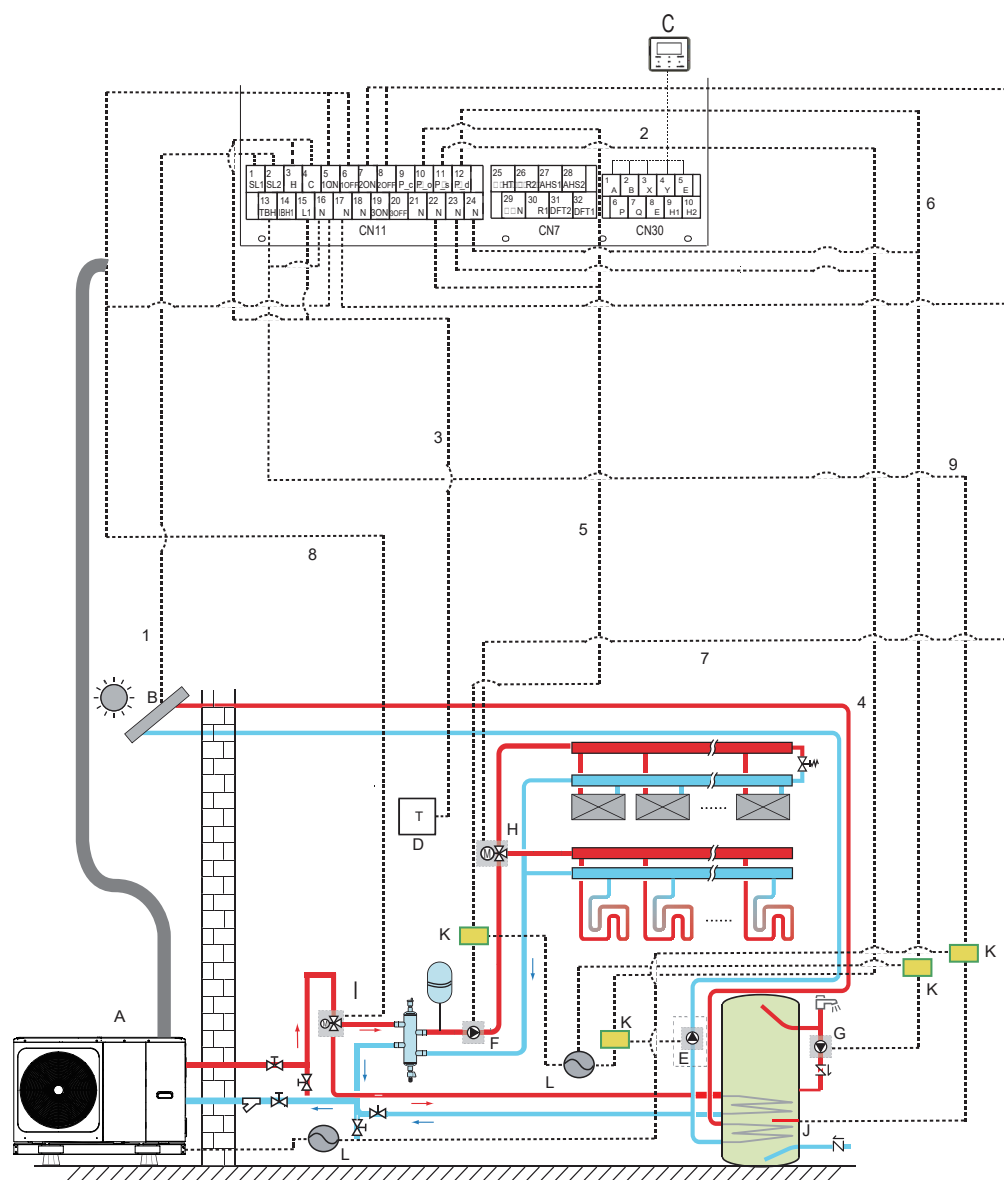 C
2
1 2 3 4 5 6 7 8 9 10 11 12
SL1 SL2 H C 1ON 1OFF 2ON 2OFF P_c P_o P_s P_d
25 26 27 28
HT R2 AHS1 AHS2
1 2 3 4 5
A B X Y E
13 14 15 16 17 18 19 20 21 22 23 24
TBH IBH1 L1 N N N 3ON 3OFF N N N N
29 30 31 32
N R1 DFT2 DFT1
6 7 8 9 10
P Q E H1 H2
CN11 CN7 CN30
6
3
9
5
8
1
7
B
4
T
D
H
M
K
K
K
I
M
A
F
K
G
E
L
J
L